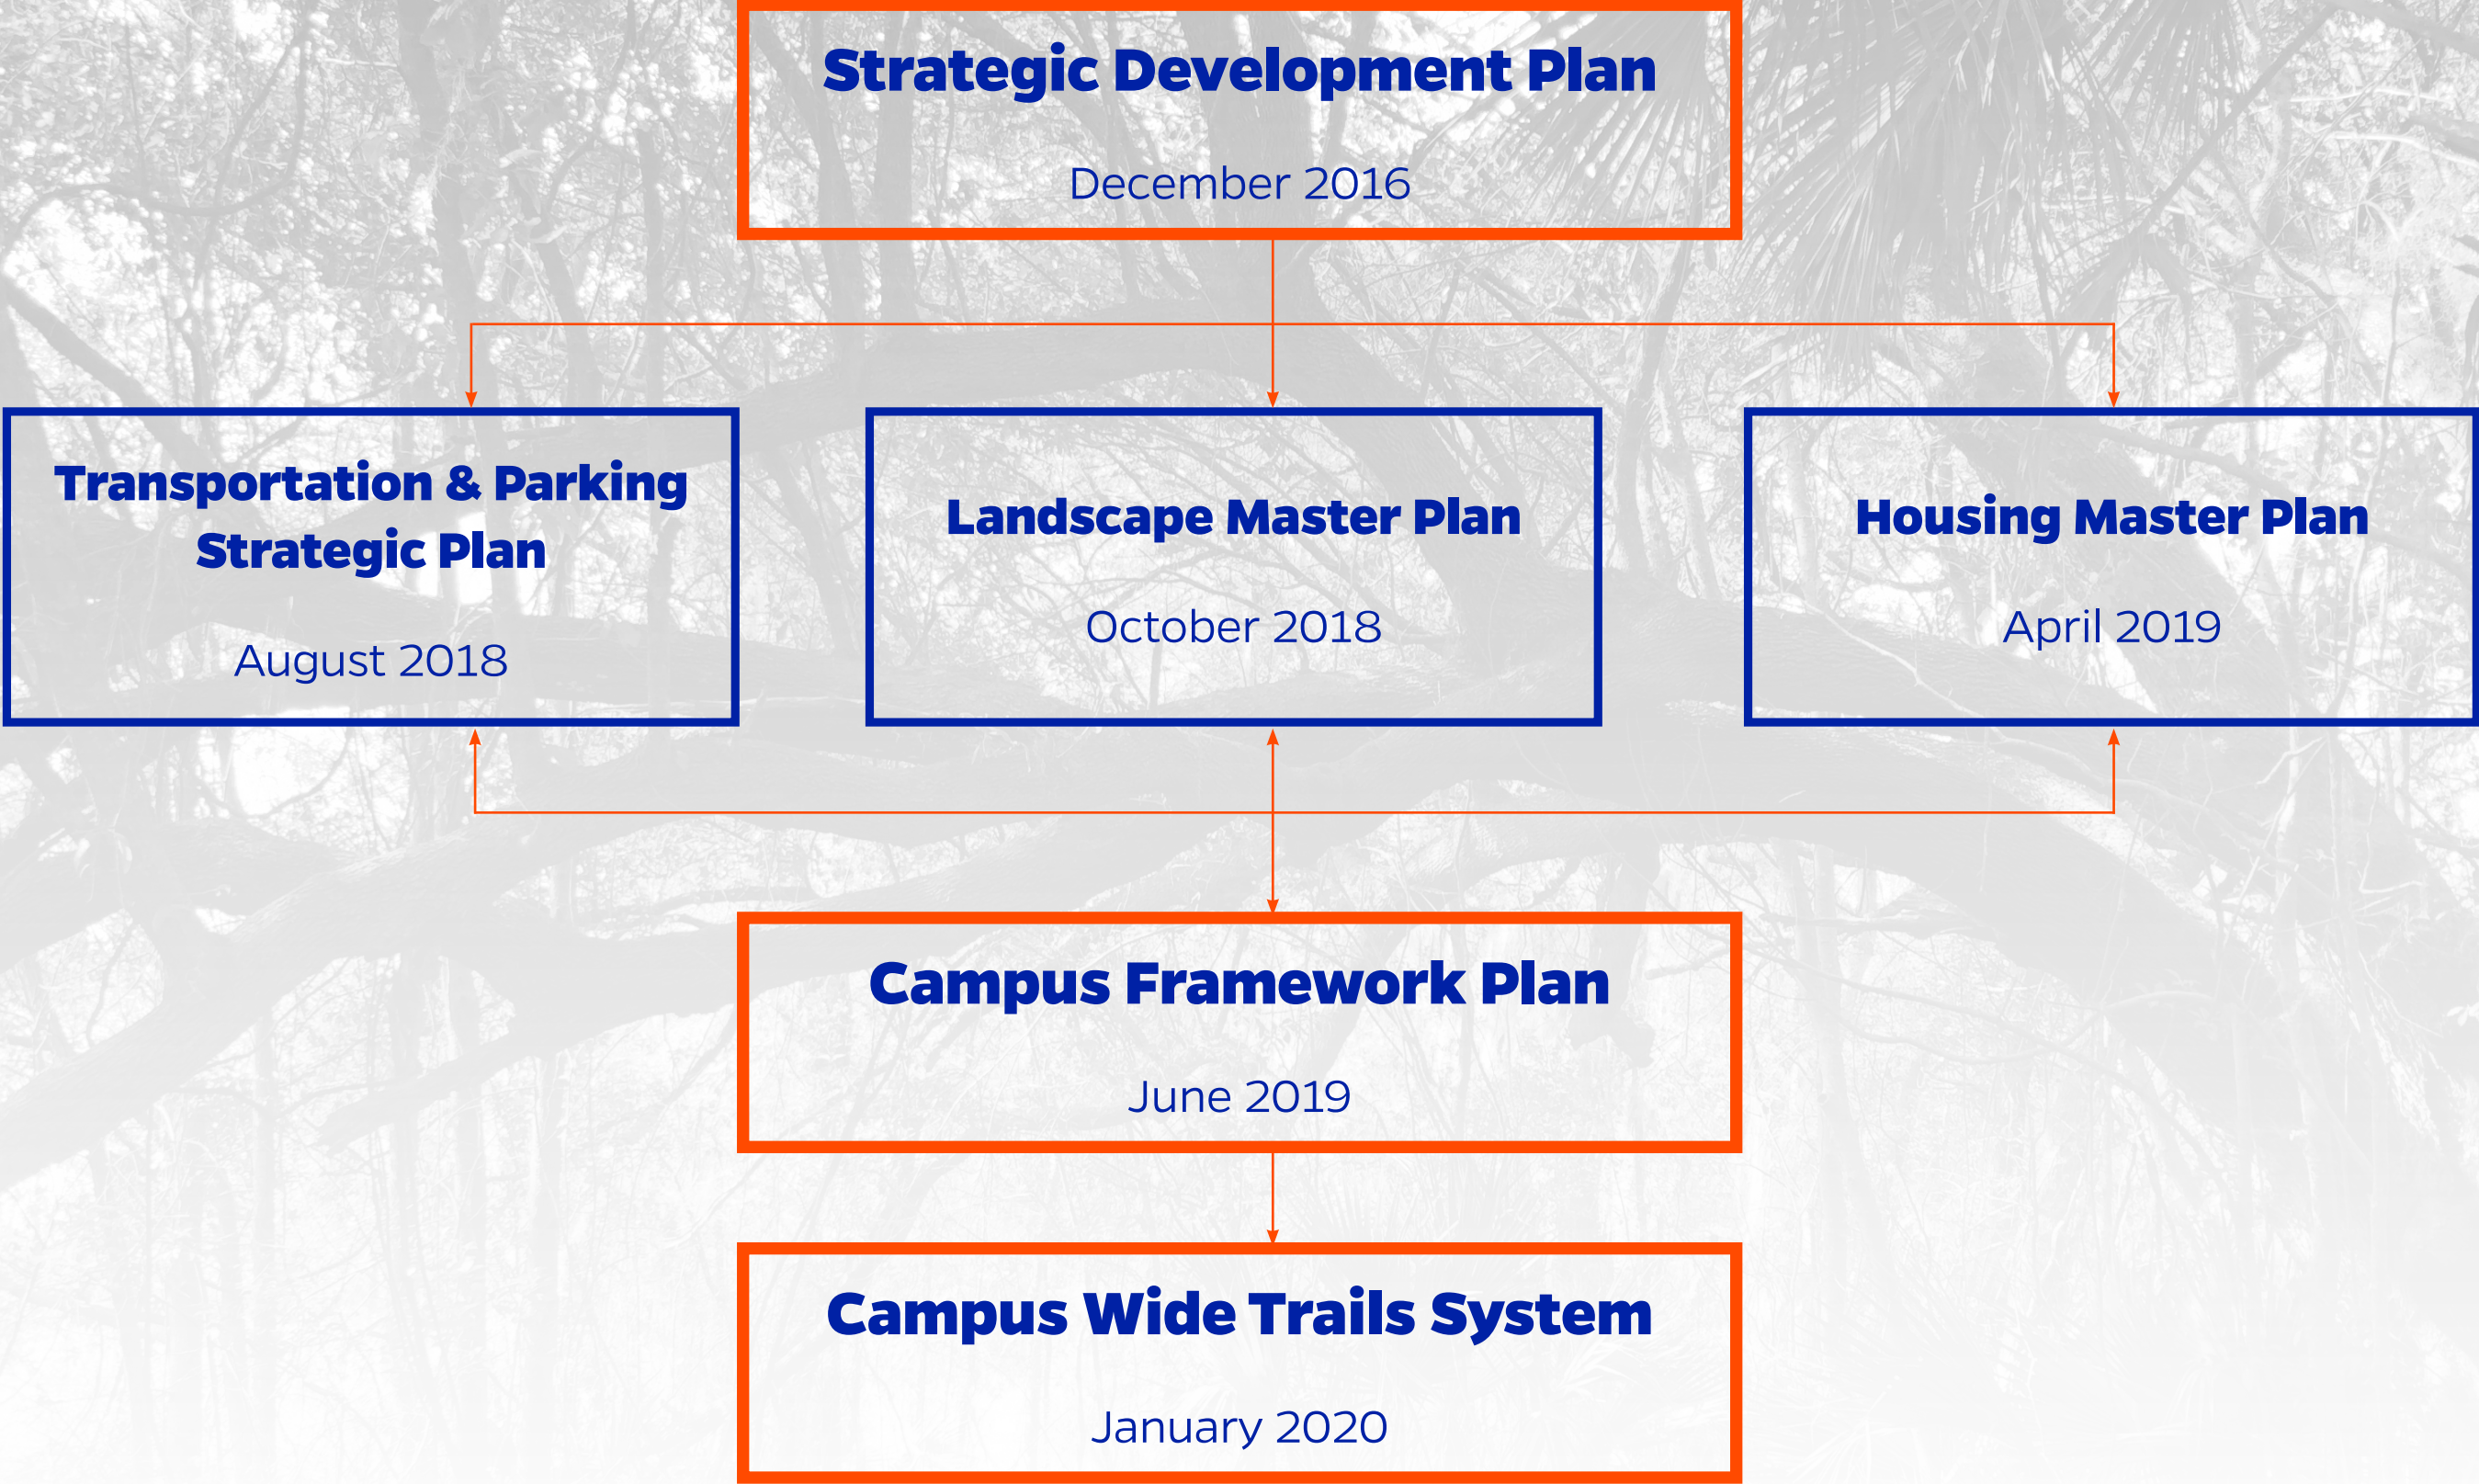 Strategic Development Plan
December 2016
Transportation & Parking
Strategic Plan
August 2018
Landscape Master Plan
October 2018
Housing Master Plan
April 2019
Campus Framework Plan
June 2019
Campus Wide Trails System
January 2020